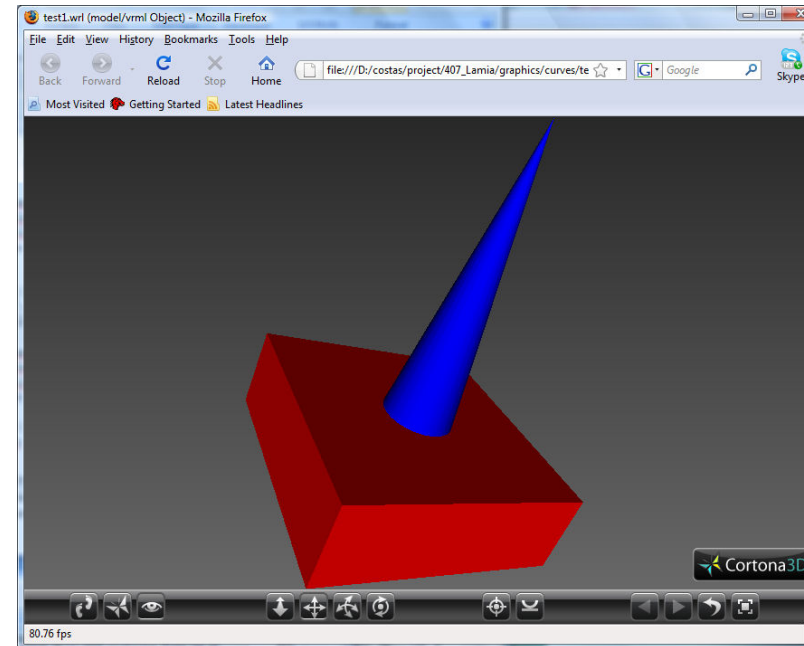 test1.wrl (model/vrml Object) - Mozilla Firefox
File Edit View History Bookmarks Tools Help
Back Forward Reload Stop Home file:///D:/costas/project/407_Lamia/graphics/curves/te G Google Skype
Most Visited Getting Started Latest Headlines
Cortona3D
80.76 fps